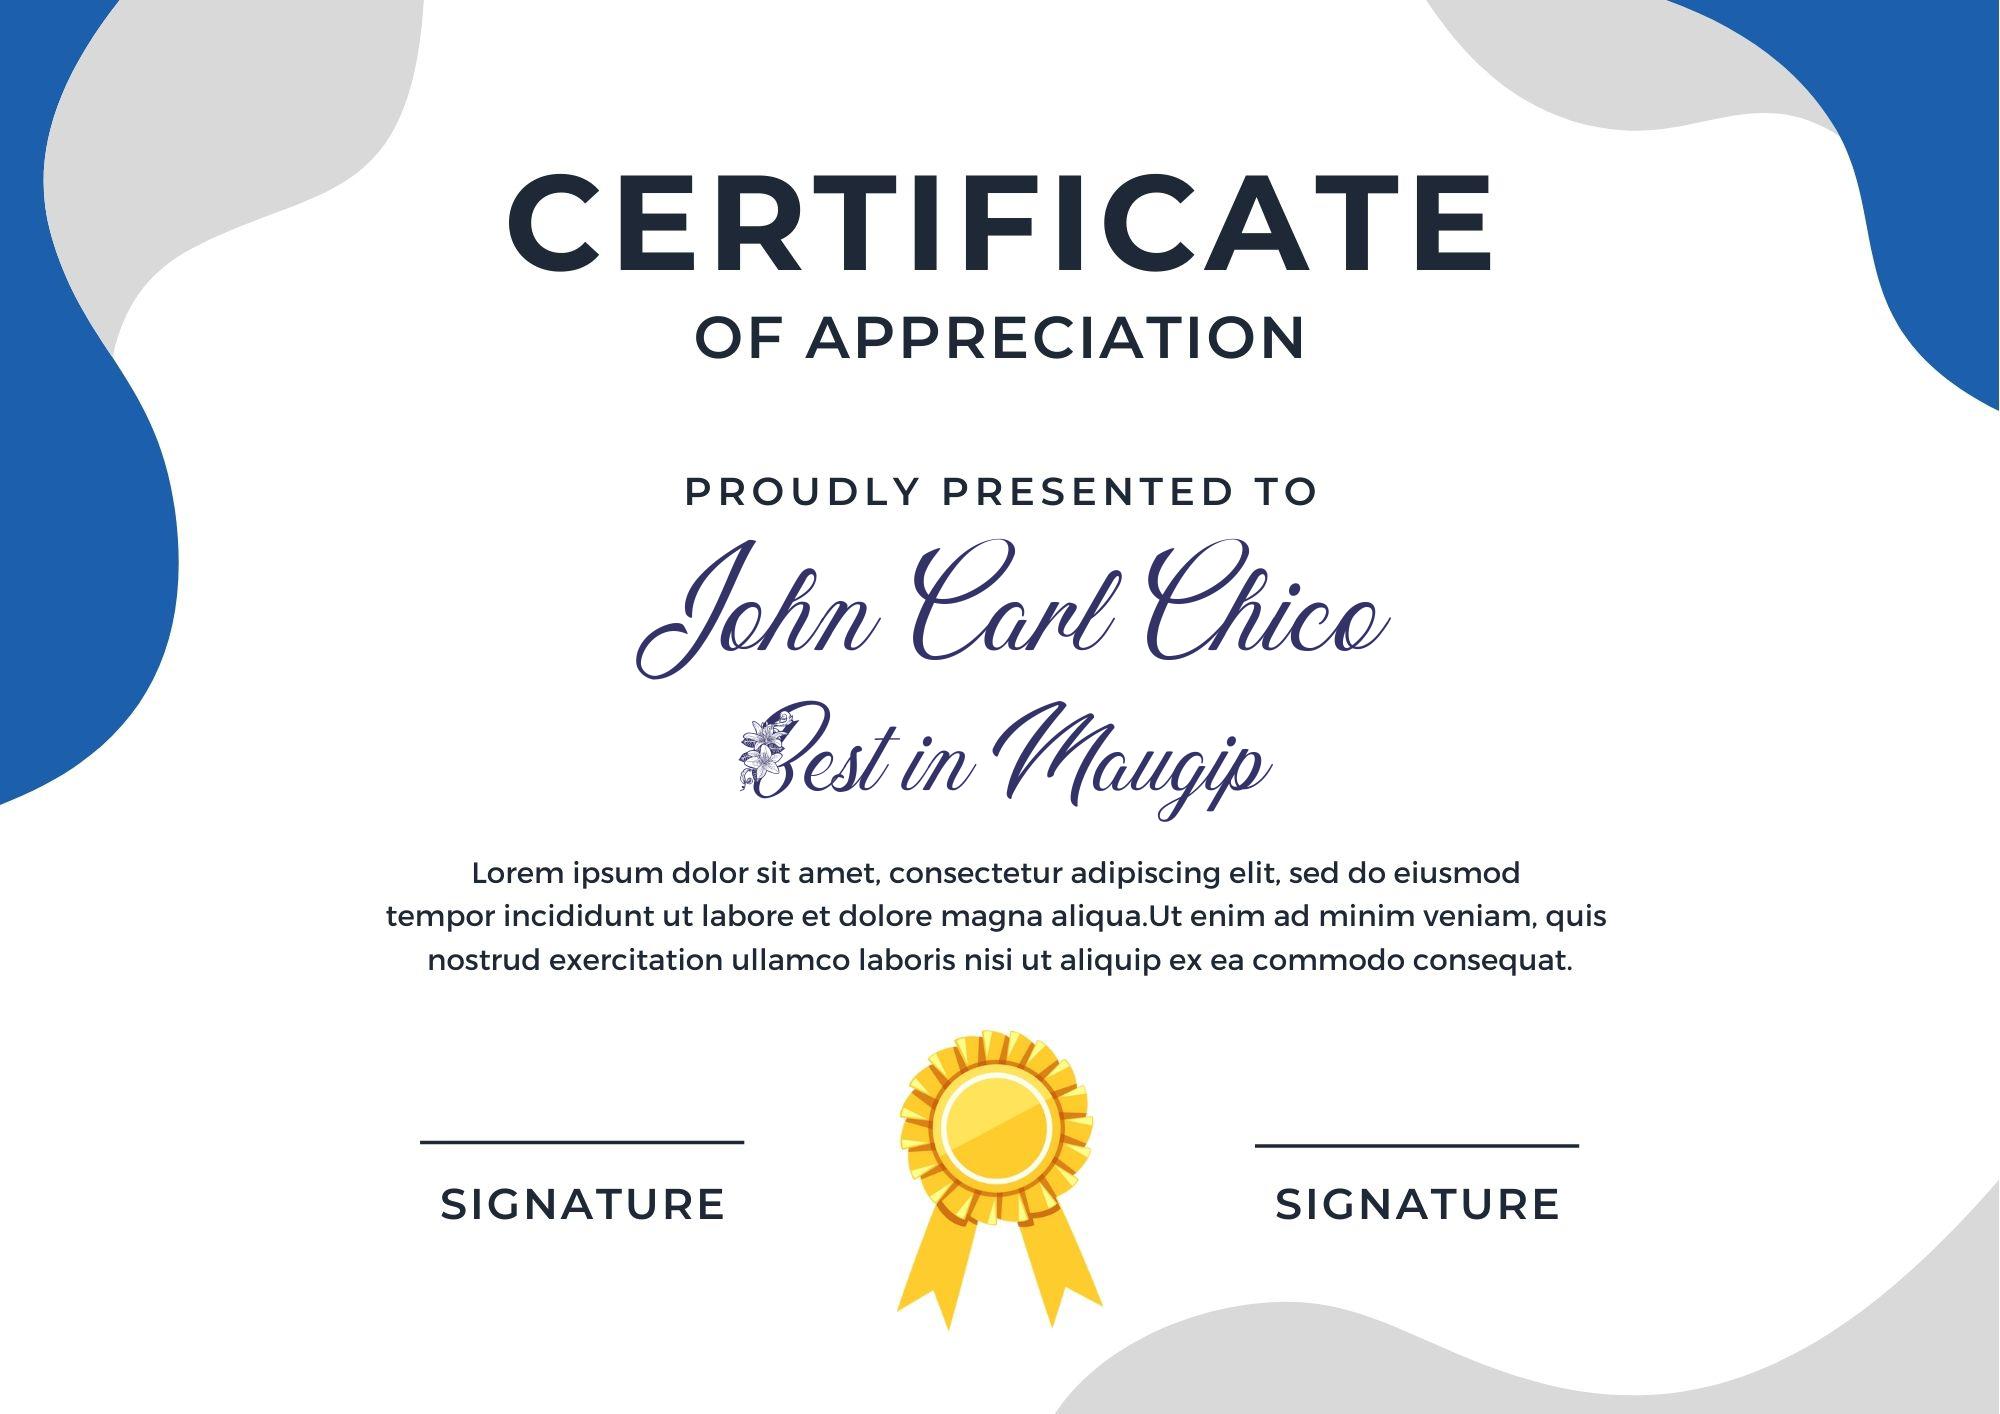 CERTIFICATE
OF APPRECIATION
PROUDLY PRESENTED TO
John Carl Chico
Best in Maugip
Lorem ipsum dolor sit amet, consectetur adipiscing elit, sed do eiusmod
tempor incididunt ut labore et dolore magna aliqua.Ut enim ad minim veniam, quis
nostrud exercitation ullamco laboris nisi ut aliquip ex ea commodo consequat.
SIGNATURE
SIGNATURE